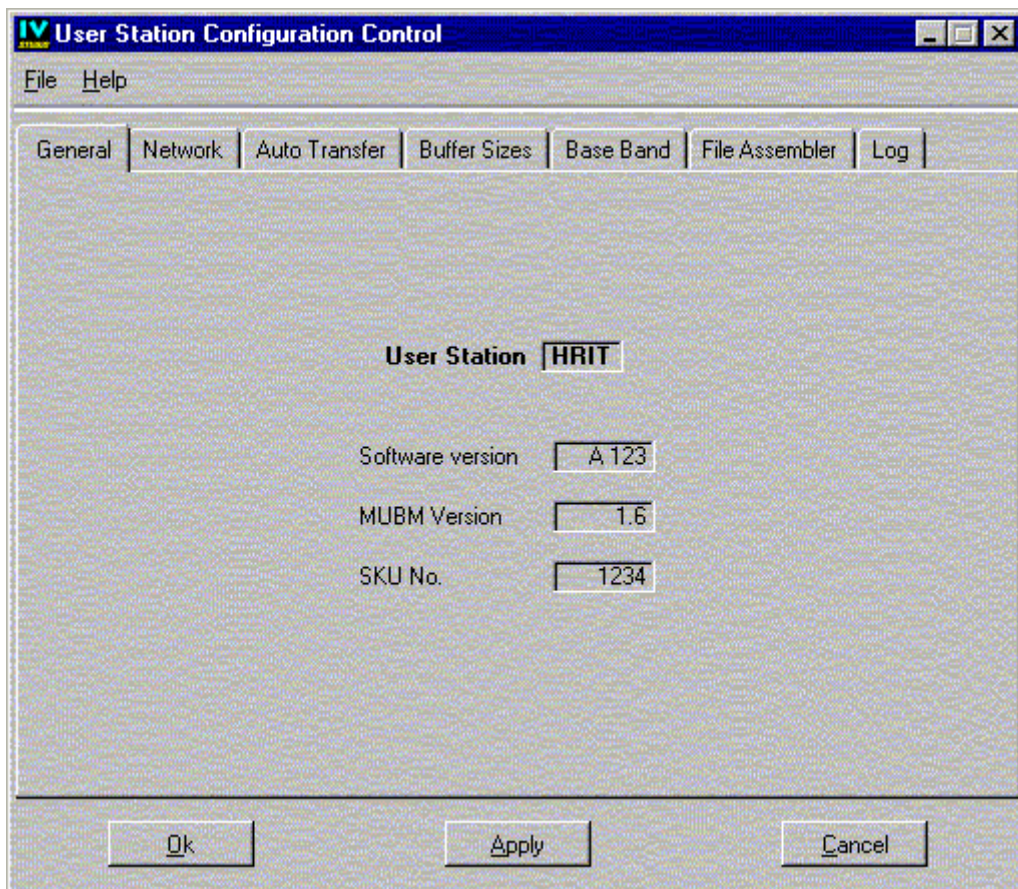 IV User Station Configuration Control
File Help
General Network Auto Transfer Buffer Sizes Base Band File Assembler Log
User Station HRIT
Software version A 123
MUBM Version 1.6
SKU No. 1234
Ok Apply Cancel